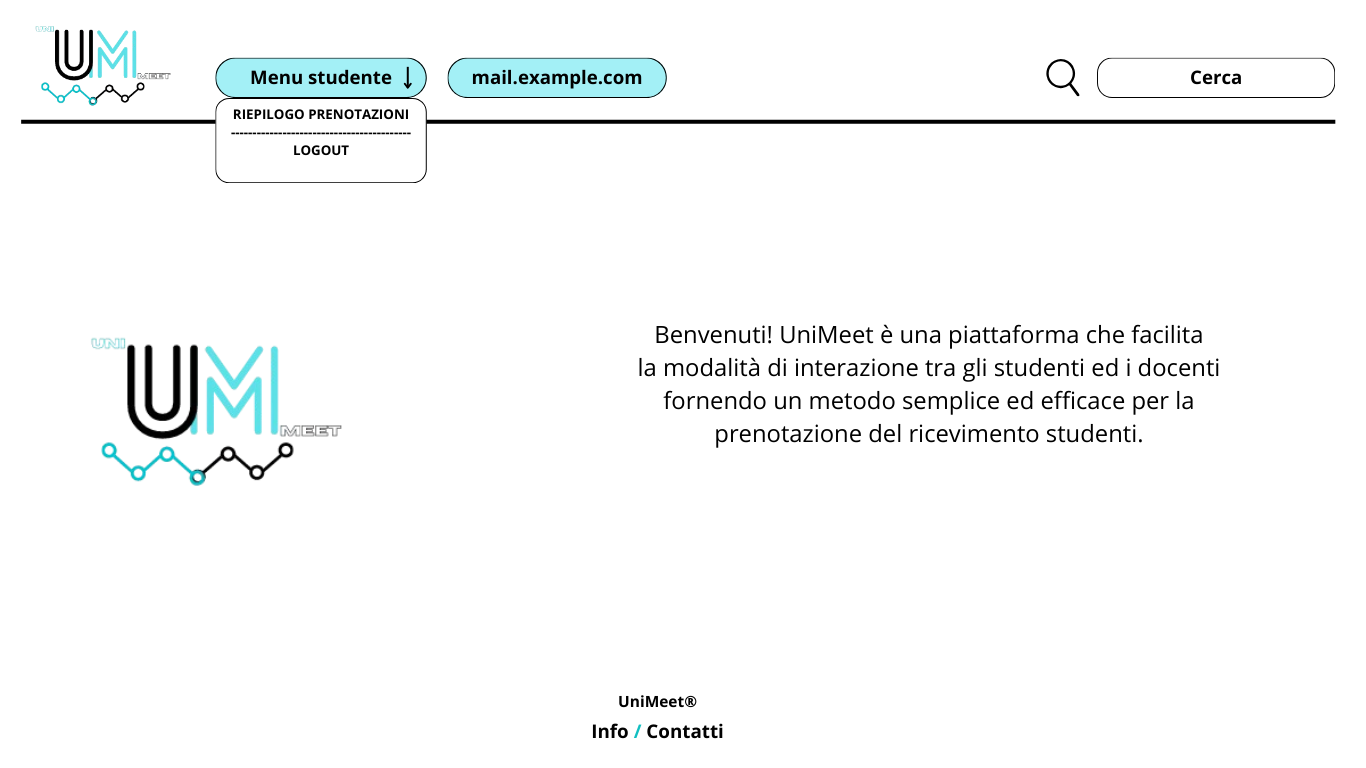 UNI
UM
MEET
Menu studente ↓
mail.example.com
Cerca
RIEPILOGO PRENOTAZIONI
------------------------------------------
LOGOUT
UNI
UM
MEET
Benvenuti! UniMeet è una piattaforma che facilita
la modalità di interazione tra gli studenti ed i docenti
fornendo un metodo semplice ed efficace per la
prenotazione del ricevimento studenti.
UniMeet®
Info / Contatti